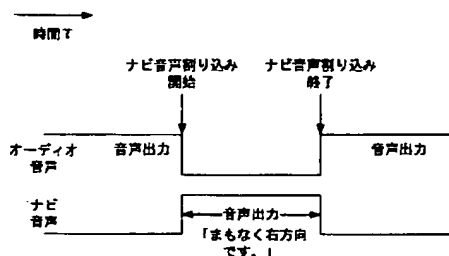 時間T
ナビ音声割り込み
開始
ナビ音声割り込み
終了
オーディオ
音声
音声出力
音声出力
ナビ
音声
音声出力
「まもなく右方向
です。」